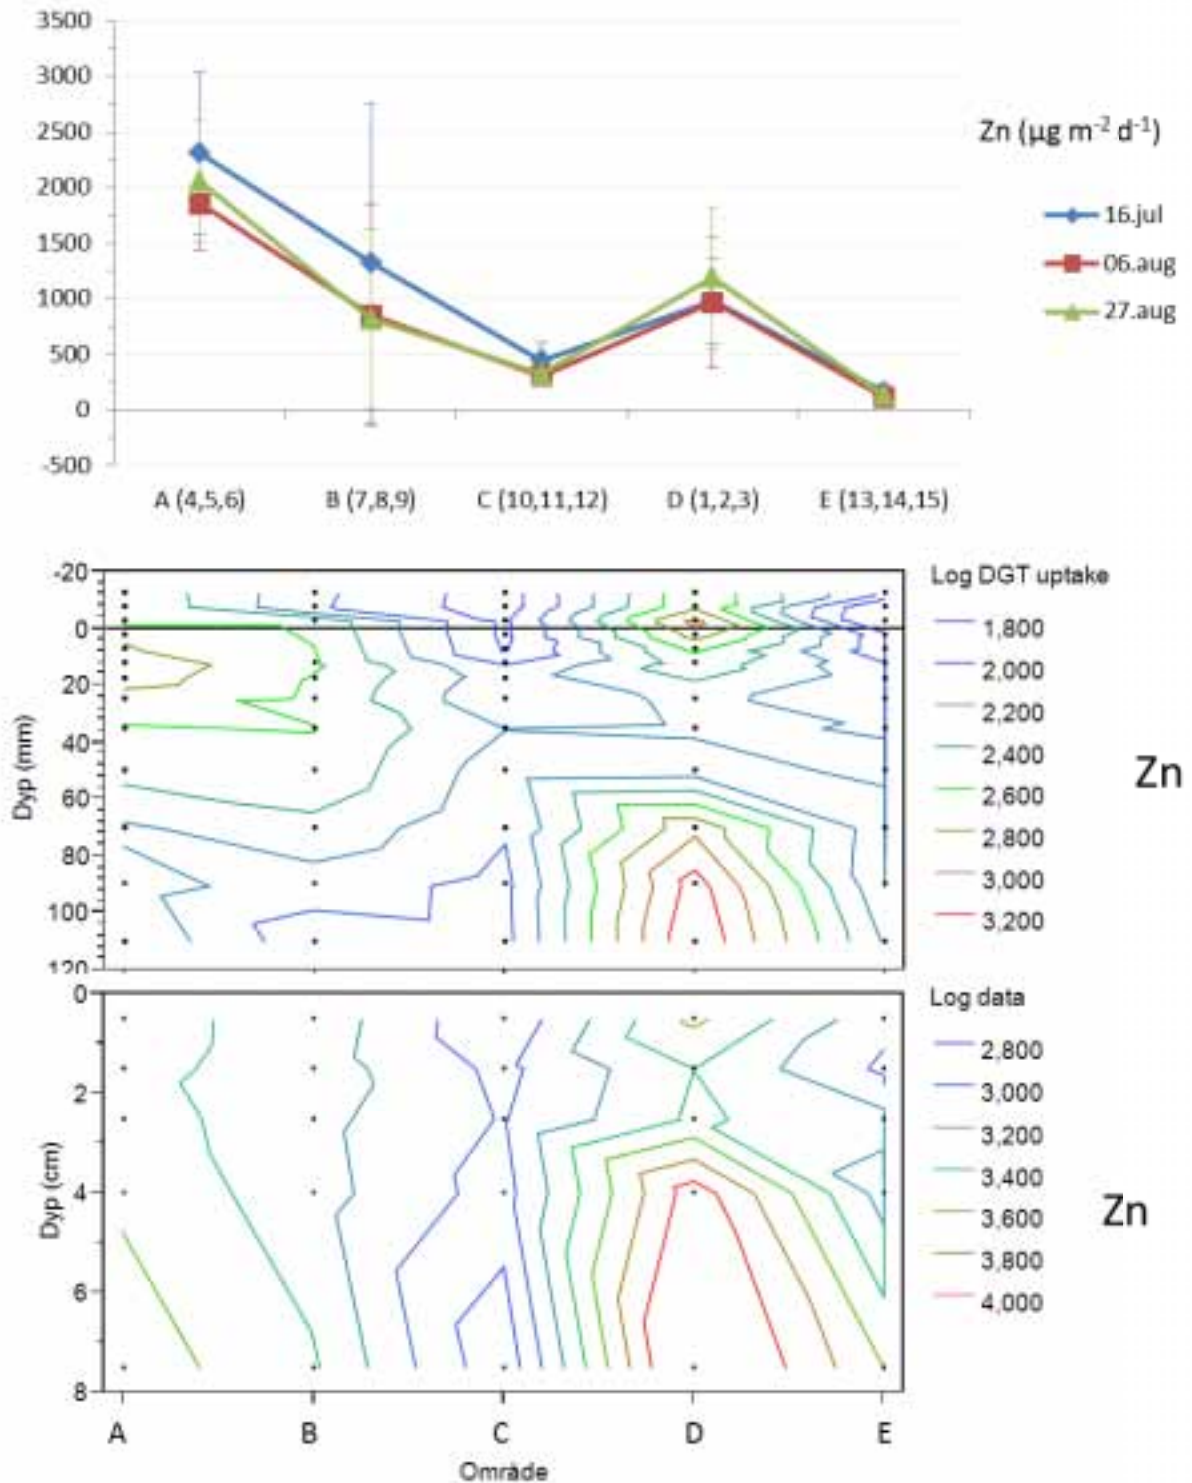 3500
3000
2500
2000
1500
1000
500
0
-500
A (4,5,6) B (7,8,9) C (10,11,12) D (1,2,3) E (13,14,15)
Zn (µg m⁻² d⁻¹)
16.jul
06.aug
27.aug
-20
0
20
40
60
80
100
120
Dyp (mm)
Log DGT uptake
1,800
2,000
2,200
2,400
2,600
2,800
3,000
3,200
Zn
0
2
4
6
8
Dyp (cm)
A B C D E
Område
Log data
2,800
3,000
3,200
3,400
3,600
3,800
4,000
Zn